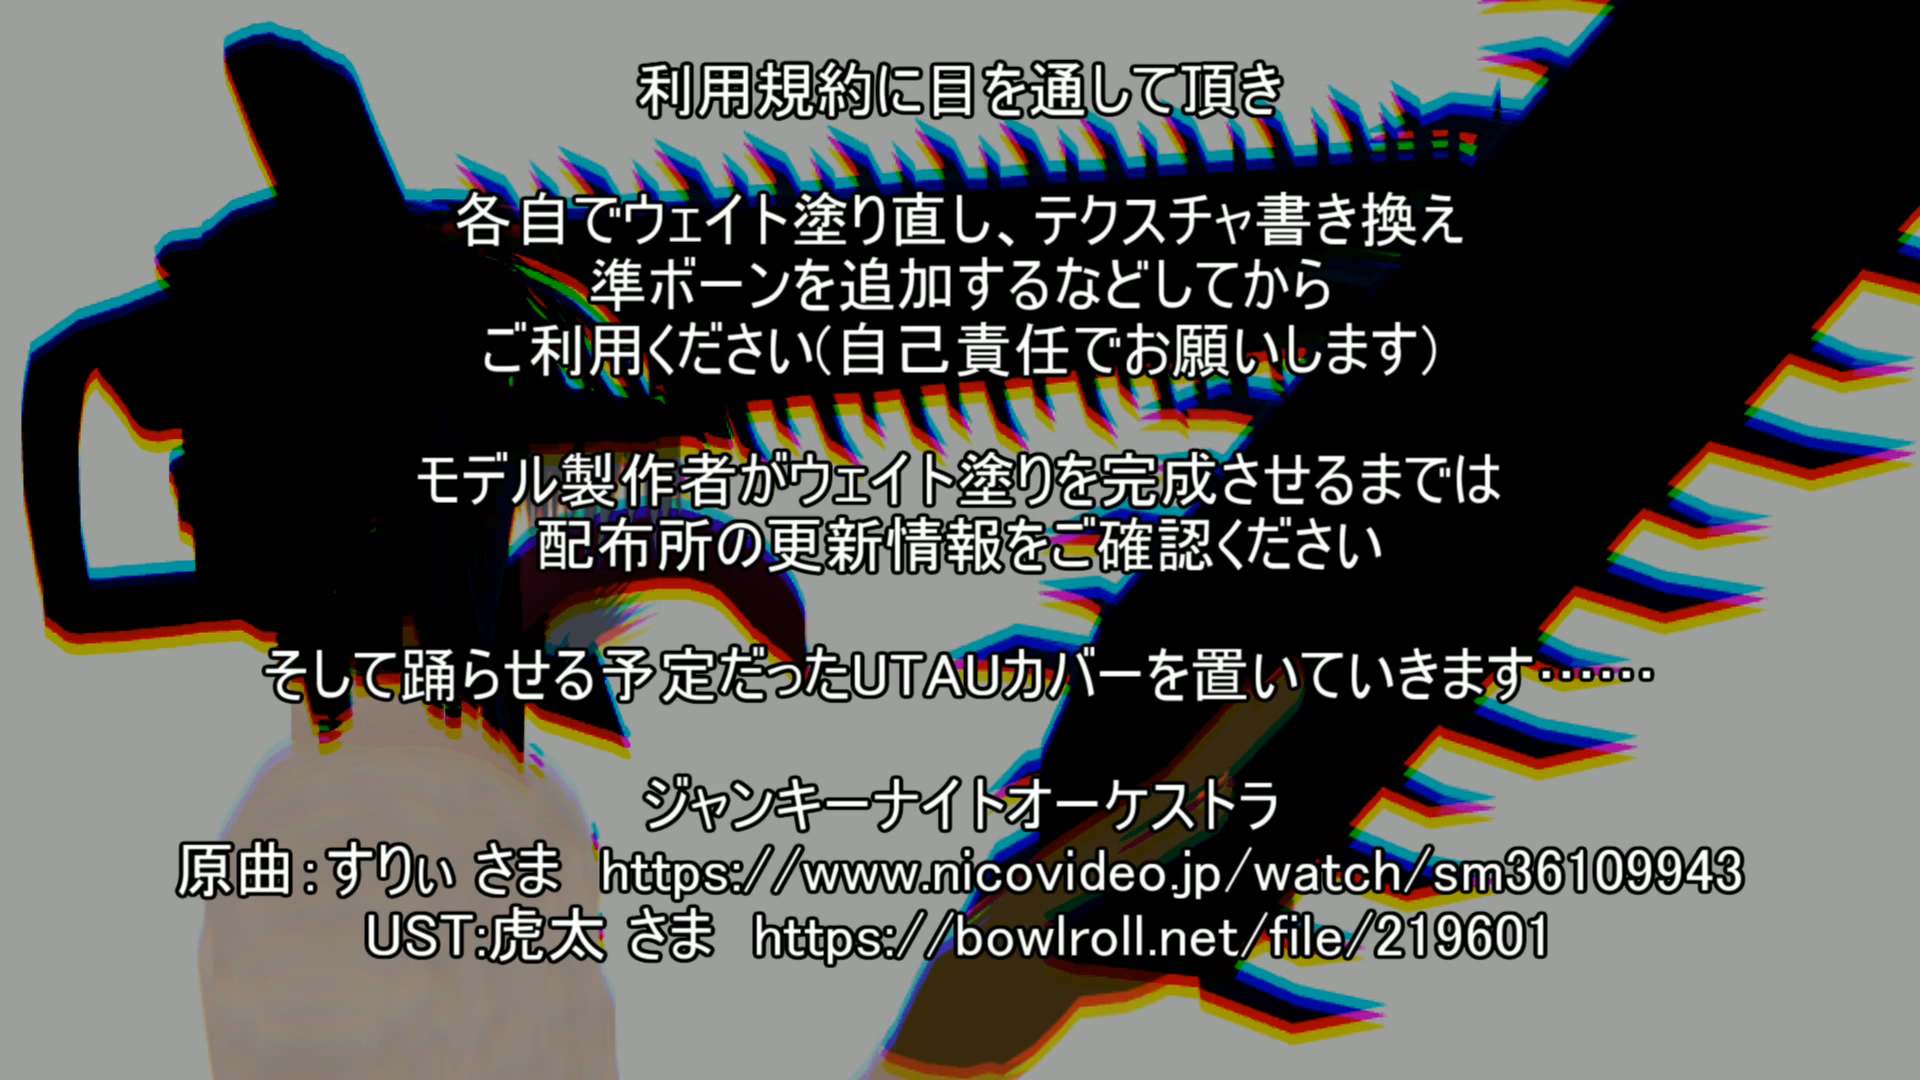 利用規約に目を通して頂き
各自でウェイト塗り直し、テクスチャ書き換え
準ボーンを追加するなどしてから
ご利用ください(自己責任でお願いします)
モデル製作者がウェイト塗りを完成させるまでは
配布所の更新情報をご確認ください
そして踊らせる予定だったUTAUカバーを置いていきます……
ジャンキーナイトオーケストラ
原曲：すりぃ さま　https://www.nicovideo.jp/watch/sm36109943
UST:虎太 さま　https://bowlroll.net/file/219601